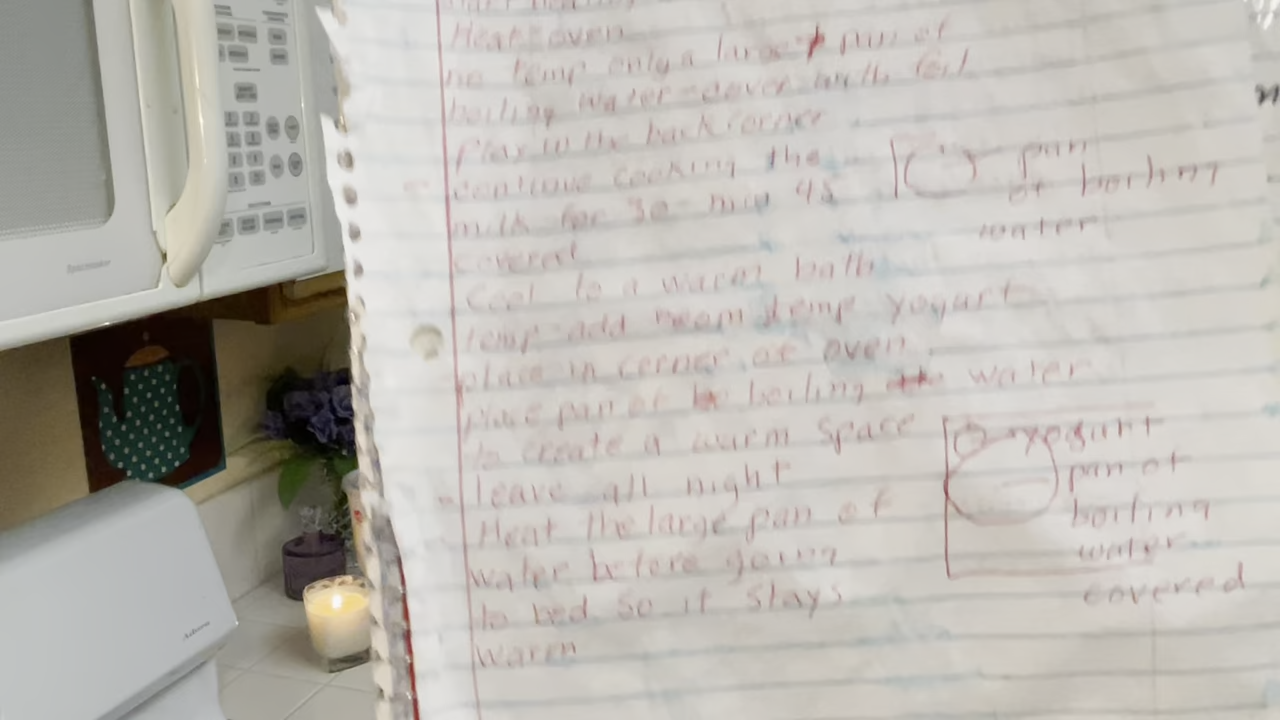 Heat oven
no temp only a large pan of
boiling water cover with foil
Place in the back corner
continue cooking the
milk for 30- min 45
covered
pan
of boiling
water
Cool to a warm bath
temp add room temp yogurt
place in corner of oven.
Place pan of boiling water
to create a warm space
leave all night
Heat the large pan of
water before going
to bed so it stays
warm
yogurt
pan of
boiling
water
covered